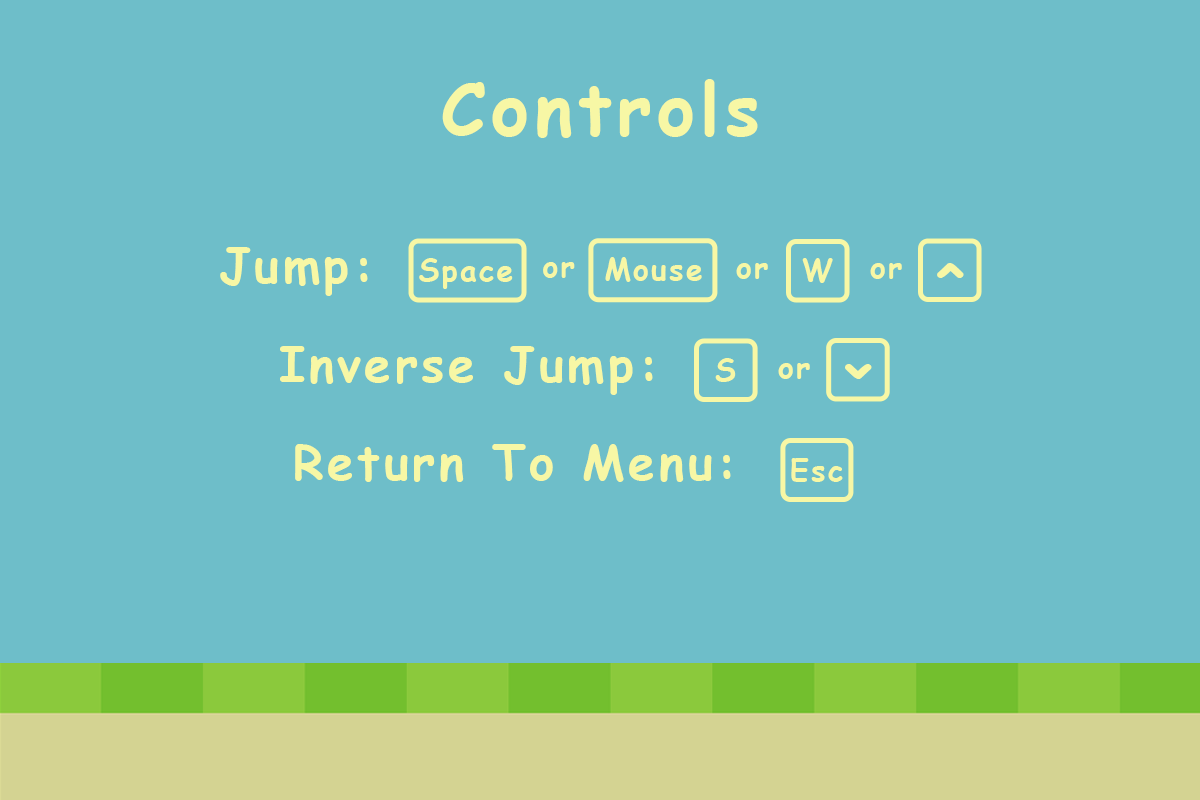 Controls
Jump: Space or Mouse or W or ^
Inverse Jump: S or ⌄
Return To Menu: Esc